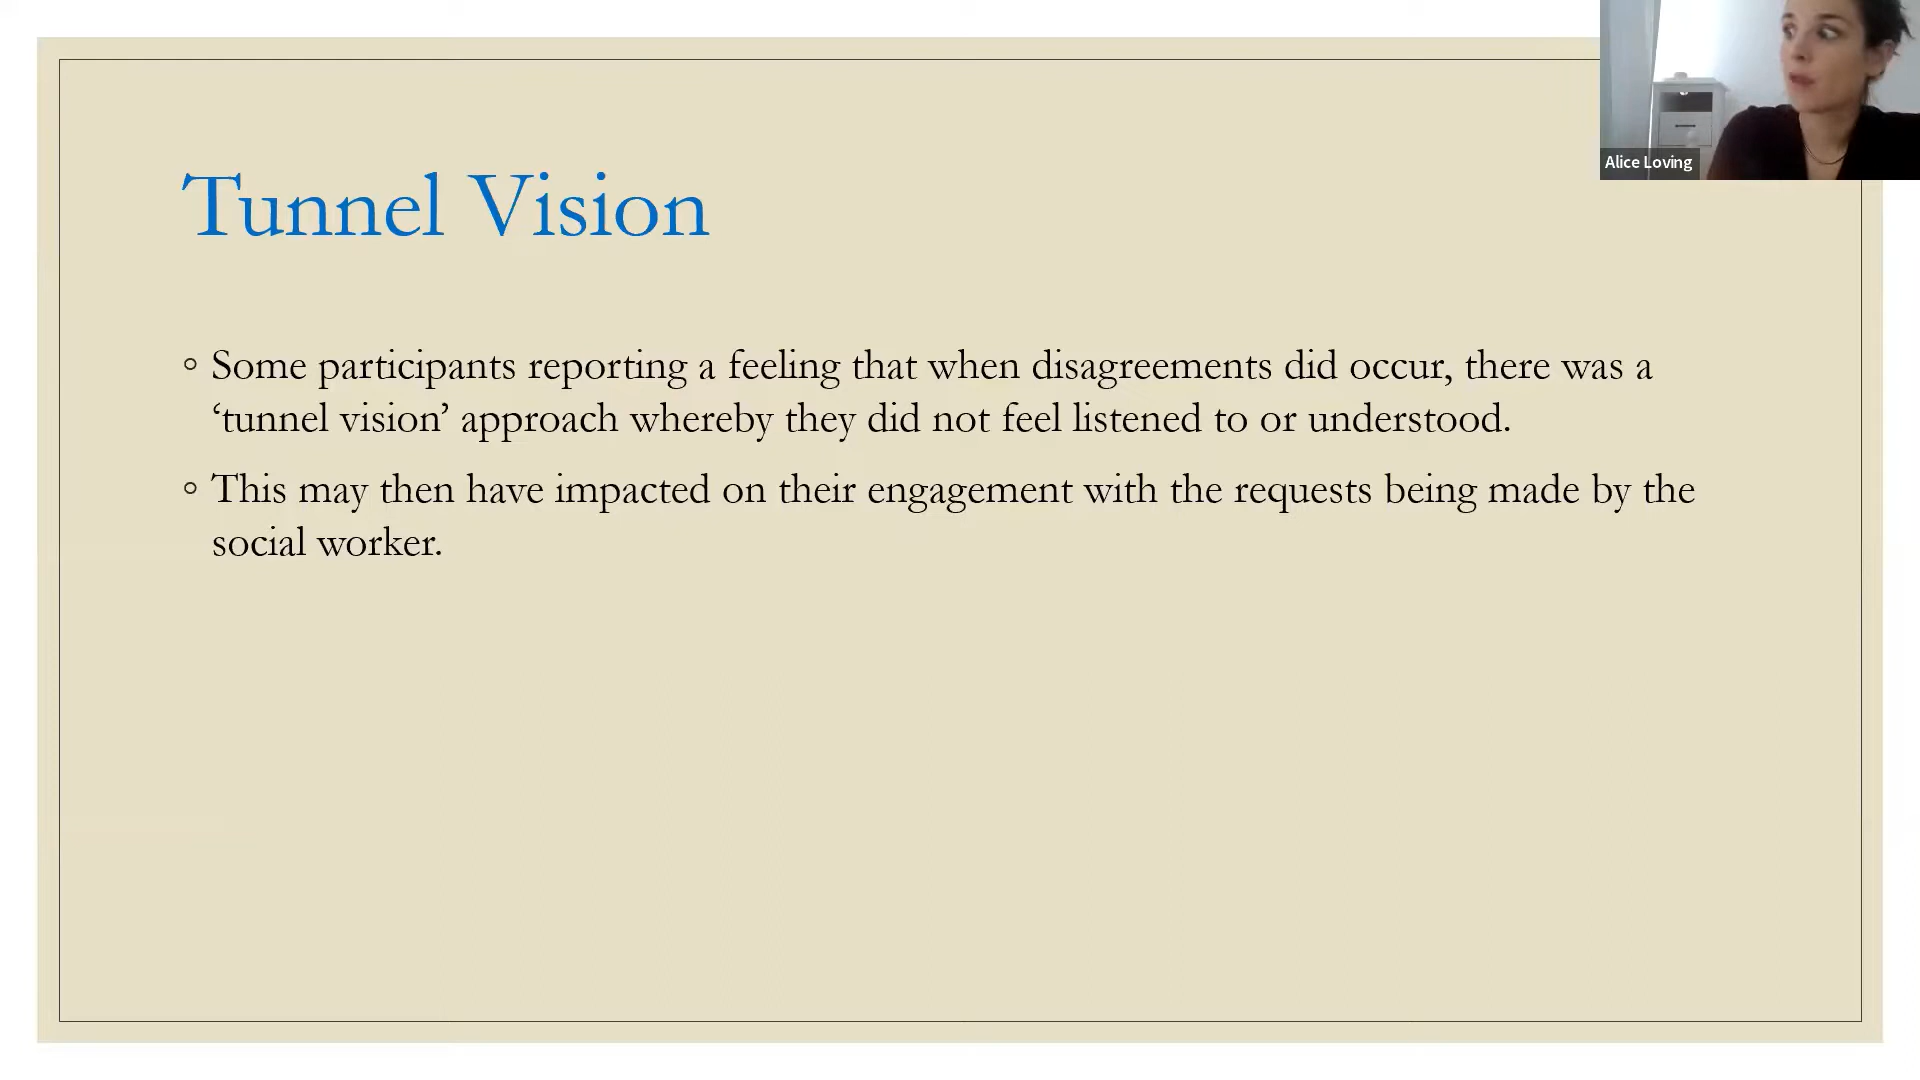 Alice Loving
Tunnel Vision
◦ Some participants reporting a feeling that when disagreements did occur, there was a
‘tunnel vision’ approach whereby they did not feel listened to or understood.
◦ This may then have impacted on their engagement with the requests being made by the
social worker.